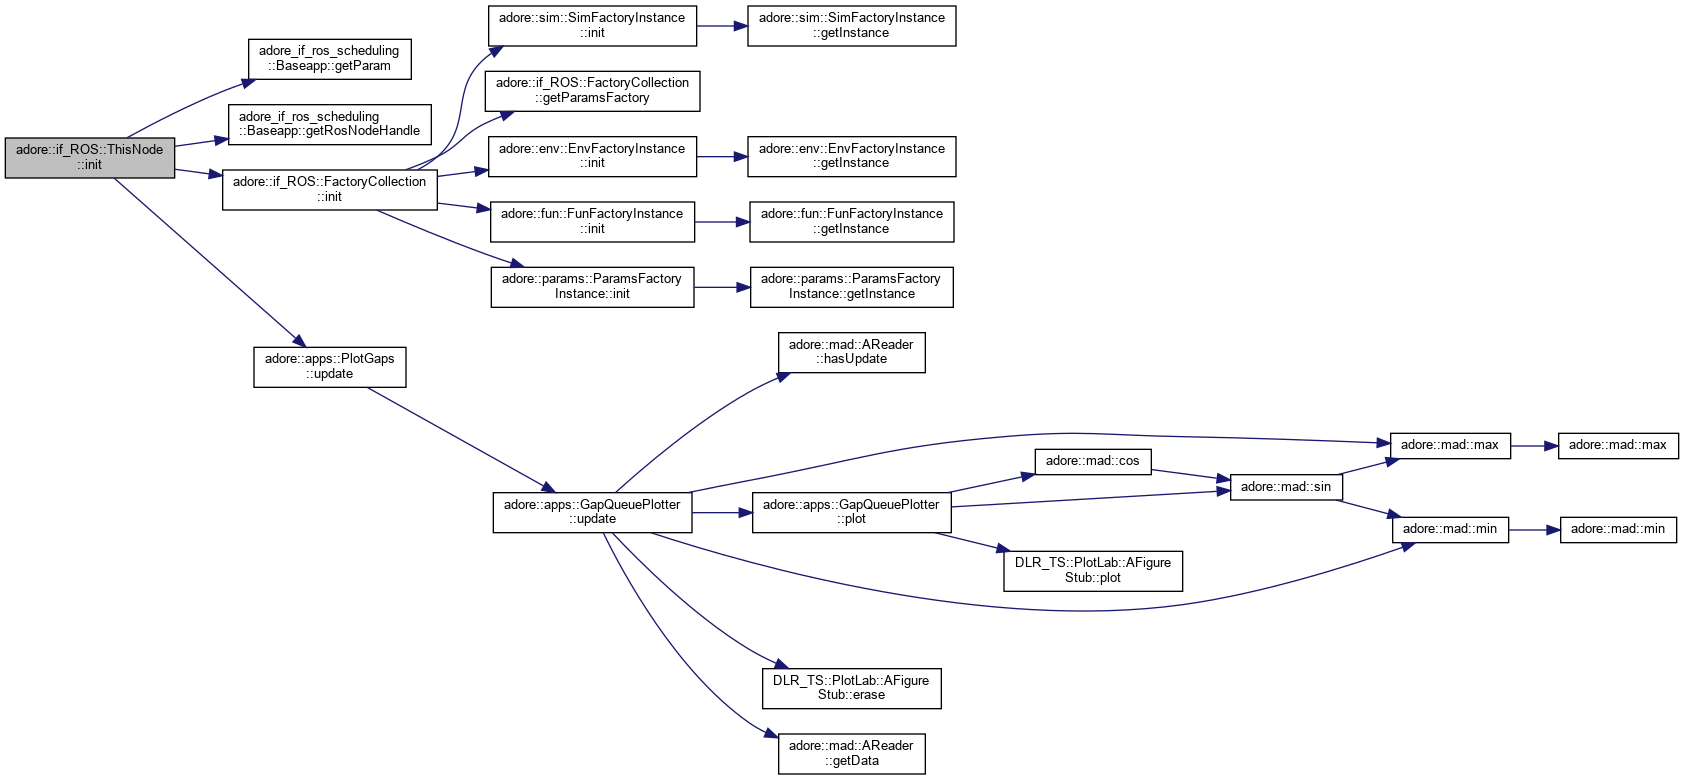 adore::if_ROS::ThisNode
::init
adore_if_ros_scheduling
::Baseapp::getParam
adore_if_ros_scheduling
::Baseapp::getRosNodeHandle
adore::if_ROS::FactoryCollection
::init
adore::apps::PlotGaps
::update
adore::sim::SimFactoryInstance
::init
adore::sim::SimFactoryInstance
::getInstance
adore::if_ROS::FactoryCollection
::getParamsFactory
adore::env::EnvFactoryInstance
::init
adore::env::EnvFactoryInstance
::getInstance
adore::fun::FunFactoryInstance
::init
adore::fun::FunFactoryInstance
::getInstance
adore::params::ParamsFactory
Instance::init
adore::params::ParamsFactory
Instance::getInstance
adore::apps::GapQueuePlotter
::update
adore::mad::AReader
::hasUpdate
adore::apps::GapQueuePlotter
::plot
adore::mad::cos
adore::mad::sin
adore::mad::max
adore::mad::max
adore::mad::min
adore::mad::min
DLR_TS::PlotLab::AFigure
Stub::plot
DLR_TS::PlotLab::AFigure
Stub::erase
adore::mad::AReader
::getData